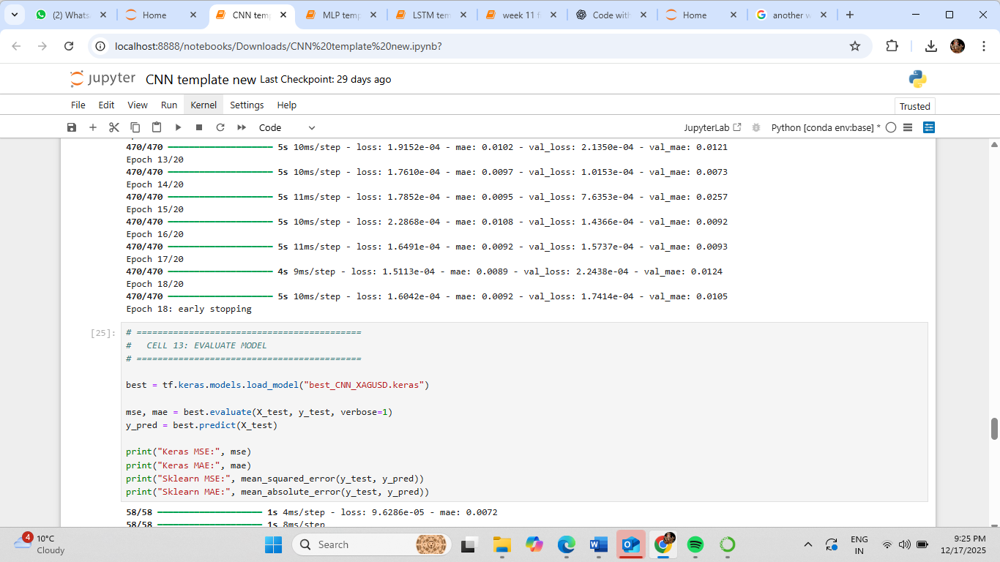 (2) Whats
Home
CNN temp
MLP temp
LSTM tem
week 11 f
Code with
Home
another w
localhost:8888/notebooks/Downloads/CNN%20template%20new.ipynb?
jupyter CNN template new Last Checkpoint: 29 days ago
File Edit View Run Kernel Settings Help
Trusted
Code
JupyterLab
Python [conda env:base] *
470/470 5s 10ms/step - loss: 1.9152e-04 - mae: 0.0102 - val_loss: 2.1350e-04 - val_mae: 0.0121
Epoch 13/20
470/470 5s 10ms/step - loss: 1.7610e-04 - mae: 0.0097 - val_loss: 1.0153e-04 - val_mae: 0.0073
Epoch 14/20
470/470 5s 11ms/step - loss: 1.7852e-04 - mae: 0.0095 - val_loss: 7.6353e-04 - val_mae: 0.0257
Epoch 15/20
470/470 5s 10ms/step - loss: 2.2868e-04 - mae: 0.0108 - val_loss: 1.4366e-04 - val_mae: 0.0092
Epoch 16/20
470/470 5s 11ms/step - loss: 1.6491e-04 - mae: 0.0092 - val_loss: 1.5737e-04 - val_mae: 0.0093
Epoch 17/20
470/470 4s 9ms/step - loss: 1.5113e-04 - mae: 0.0089 - val_loss: 2.2438e-04 - val_mae: 0.0124
Epoch 18/20
470/470 5s 10ms/step - loss: 1.6042e-04 - mae: 0.0092 - val_loss: 1.7414e-04 - val_mae: 0.0105
Epoch 18: early stopping
[25]:
# ===========================================
#   CELL 13: EVALUATE MODEL
# ===========================================
best = tf.keras.models.load_model("best_CNN_XAGUSD.keras")
mse, mae = best.evaluate(X_test, y_test, verbose=1)
y_pred = best.predict(X_test)
print("Keras MSE:", mse)
print("Keras MAE:", mae)
print("Sklearn MSE:", mean_squared_error(y_test, y_pred))
print("Sklearn MAE:", mean_absolute_error(y_test, y_pred))
58/58 1s 4ms/step - loss: 9.6286e-05 - mae: 0.0072
58/58 1s 8ms/step
4
10°C
Cloudy
Search
ENG
IN
9:25 PM
12/17/2025